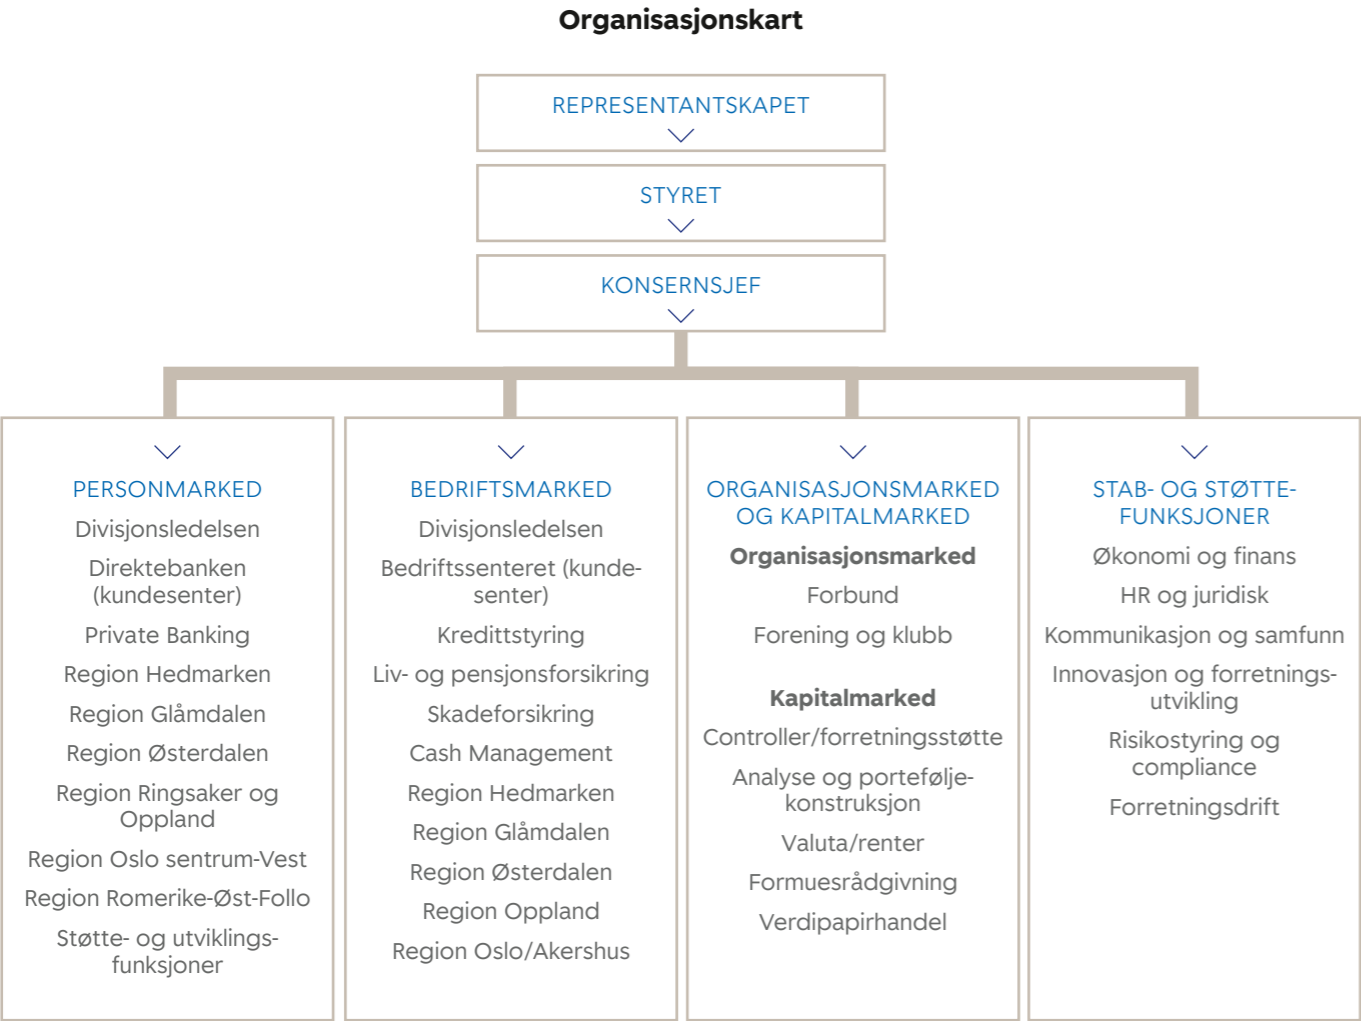 Organisasjonskart
REPRESENTANTSKAPET
STYRET
KONSERNSJEF
PERSONMARKED
Divisjonsledelsen
Direktebanken
(kundesenter)
Private Banking
Region Hedmarken
Region Glåmdalen
Region Østerdalen
Region Ringsaker og
Oppland
Region Oslo sentrum-Vest
Region Romerike-Øst-Follo
Støtte- og utviklings-
funksjoner
BEDRIFTSMARKED
Divisjonsledelsen
Bedriftssenteret (kunde-
senter)
Kredittstyring
Liv- og pensjonsforsikring
Skadeforsikring
Cash Management
Region Hedmarken
Region Glåmdalen
Region Østerdalen
Region Oppland
Region Oslo/Akershus
ORGANISASJONSMARKED
OG KAPITALMARKED
Organisasjonsmarked
Forbund
Forening og klubb
Kapitalmarked
Controller/forretningsstøtte
Analyse og portefølje-
konstruksjon
Valuta/renter
Formuesrådgivning
Verdipapirhandel
STAB- OG STØTTE-
FUNKSJONER
Økonomi og finans
HR og juridisk
Kommunikasjon og samfunn
Innovasjon og forretnings-
utvikling
Risikostyring og
compliance
Forretningsdrift